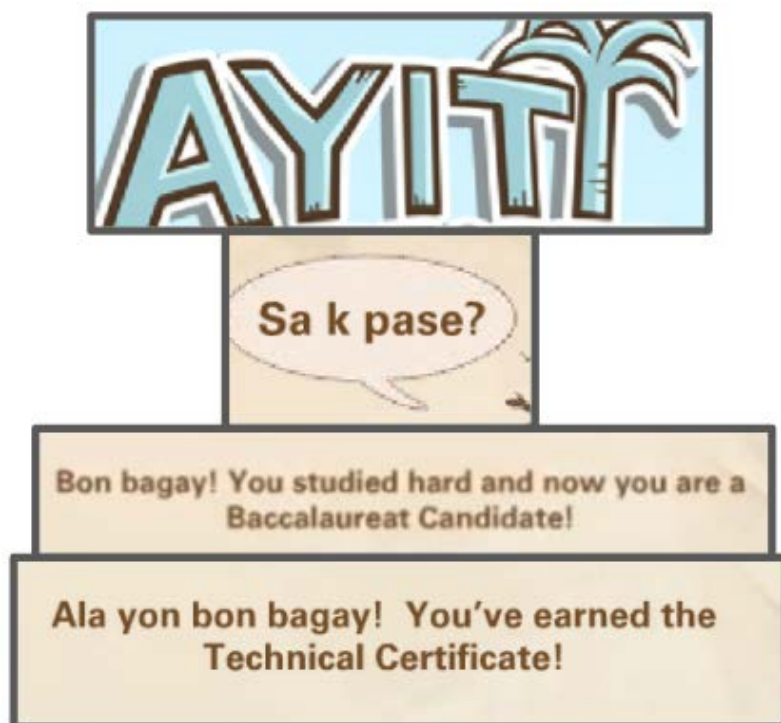 AYITI
Sa k pase?
Bon bagay! You studied hard and now you are a
Baccalaureat Candidate!
Ala yon bon bagay!  You've earned the
Technical Certificate!